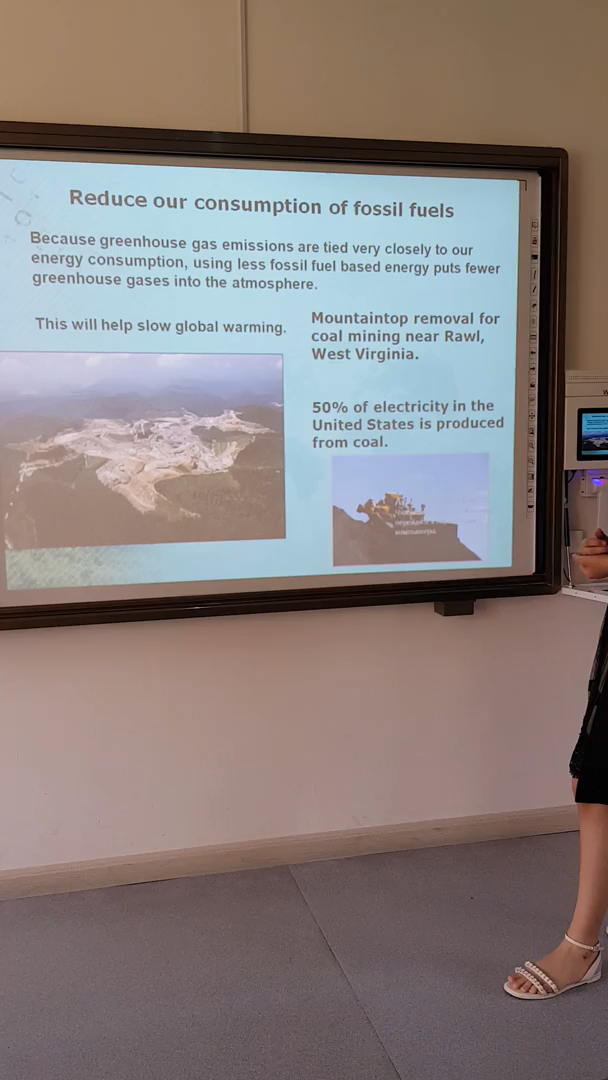 Reduce our consumption of fossil fuels
Because greenhouse gas emissions are tied very closely to our
energy consumption, using less fossil fuel based energy puts fewer
greenhouse gases into the atmosphere.
This will help slow global warming.
Mountaintop removal for
coal mining near Rawl,
West Virginia.
50% of electricity in the
United States is produced
from coal.